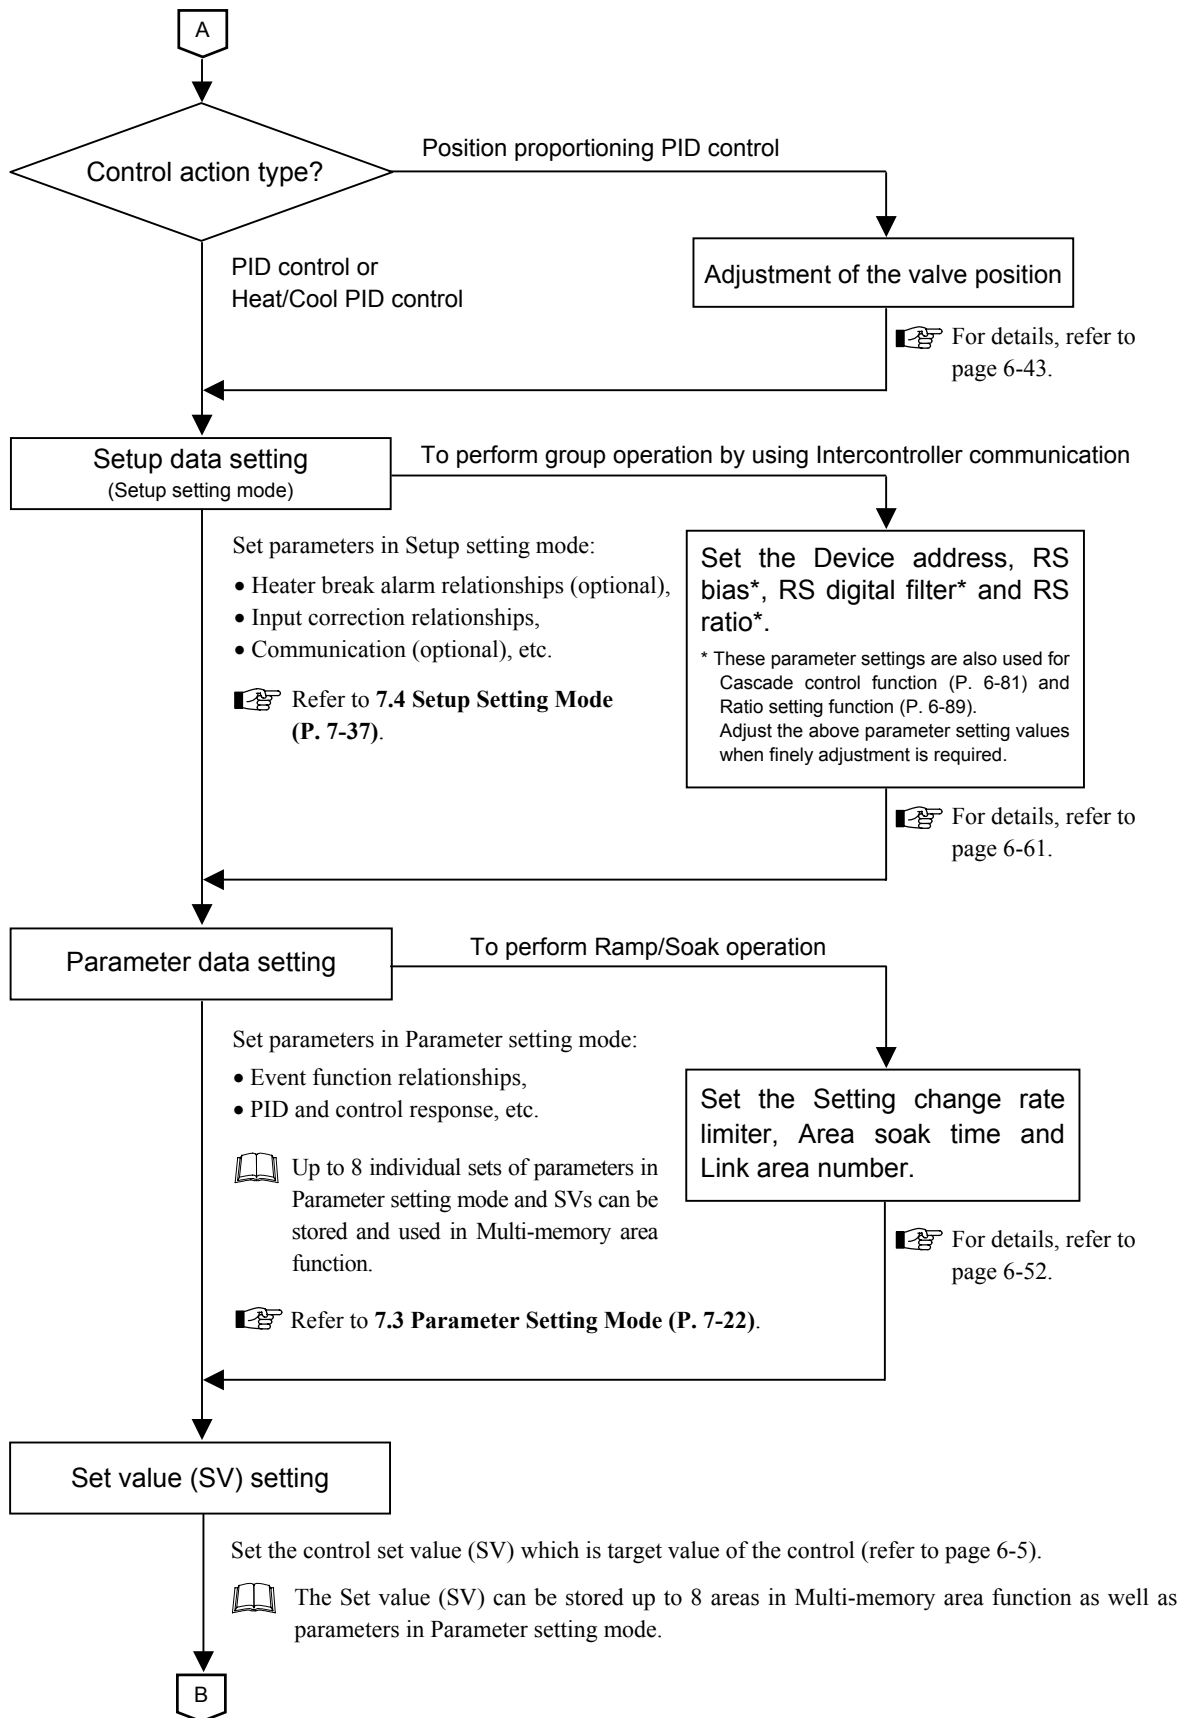 A
Control action type?
Position proportioning PID control
PID control or
Heat/Cool PID control
Adjustment of the valve position
For details, refer to
page 6-43.
Setup data setting
(Setup setting mode)
To perform group operation by using Intercontroller communication
Set parameters in Setup setting mode:
• Heater break alarm relationships (optional),
• Input correction relationships,
• Communication (optional), etc.
Refer to 7.4 Setup Setting Mode
(P. 7-37).
Set the Device address, RS
bias*, RS digital filter* and RS
ratio*.
* These parameter settings are also used for
Cascade control function (P. 6-81) and
Ratio setting function (P. 6-89).
Adjust the above parameter setting values
when finely adjustment is required.
For details, refer to
page 6-61.
Parameter data setting
To perform Ramp/Soak operation
Set parameters in Parameter setting mode:
• Event function relationships,
• PID and control response, etc.
Up to 8 individual sets of parameters in
Parameter setting mode and SVs can be
stored and used in Multi-memory area
function.
Refer to 7.3 Parameter Setting Mode (P. 7-22).
Set the Setting change rate
limiter, Area soak time and
Link area number.
For details, refer to
page 6-52.
Set value (SV) setting
Set the control set value (SV) which is target value of the control (refer to page 6-5).
The Set value (SV) can be stored up to 8 areas in Multi-memory area function as well as
parameters in Parameter setting mode.
B